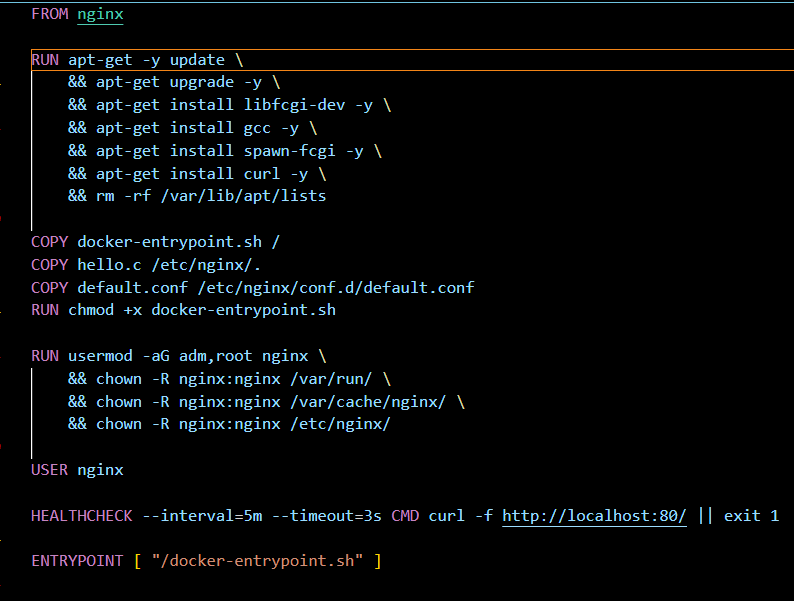 FROM nginx
RUN apt-get -y update \
&& apt-get upgrade -y \
&& apt-get install libfcgi-dev -y \
&& apt-get install gcc -y \
&& apt-get install spawn-fcgi -y \
&& apt-get install curl -y \
&& rm -rf /var/lib/apt/lists
COPY docker-entrypoint.sh /
COPY hello.c /etc/nginx/.
COPY default.conf /etc/nginx/conf.d/default.conf
RUN chmod +x docker-entrypoint.sh
RUN usermod -aG adm,root nginx \
&& chown -R nginx:nginx /var/run/ \
&& chown -R nginx:nginx /var/cache/nginx/ \
&& chown -R nginx:nginx /etc/nginx/
USER nginx
HEALTHCHECK --interval=5m --timeout=3s CMD curl -f http://localhost:80/ || exit 1
ENTRYPOINT [ "/docker-entrypoint.sh" ]